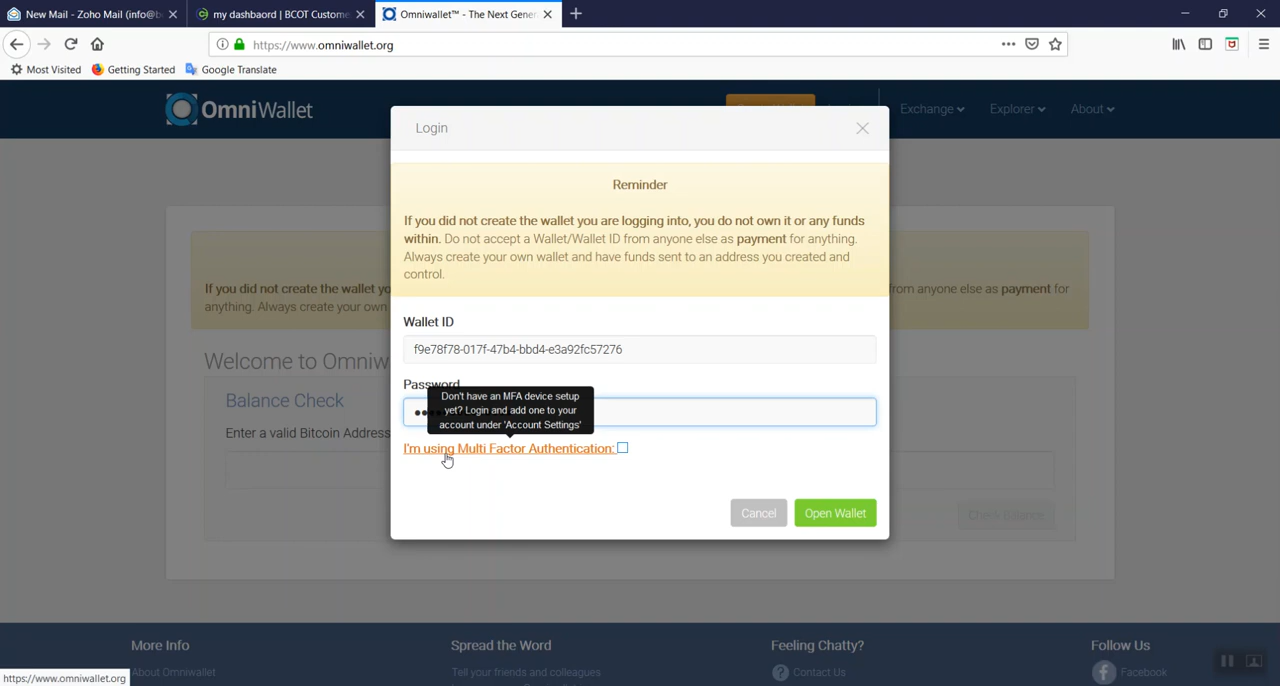 New Mail - Zoho Mail (info@b
my dashbaord | BCOT Custome
Omniwallet™ - The Next Gener
https://www.omniwallet.org
Most Visited
Getting Started
Google Translate
OmniWallet
Exchange
Explorer
About
Login
Reminder
If you did not create the wallet you are logging into, you do not own it or any funds
within. Do not accept a Wallet/Wallet ID from anyone else as payment for anything.
Always create your own wallet and have funds sent to an address you created and
control.
If you did not create the wallet yo
from anyone else as payment for
anything. Always create your own
Wallet ID
f9e78f78-017f-47b4-bbd4-e3a92fc57276
Welcome to Omniw
Password
Balance Check
Don't have an MFA device setup
yet? Login and add one to your
account under 'Account Settings'
Enter a valid Bitcoin Address
I'm using Multi Factor Authentication:
Cancel
Open Wallet
Check Balance
More Info
Spread the Word
Feeling Chatty?
Follow Us
About Omniwallet
Tell your friends and colleagues
Contact Us
Facebook
https://www.omniwallet.org